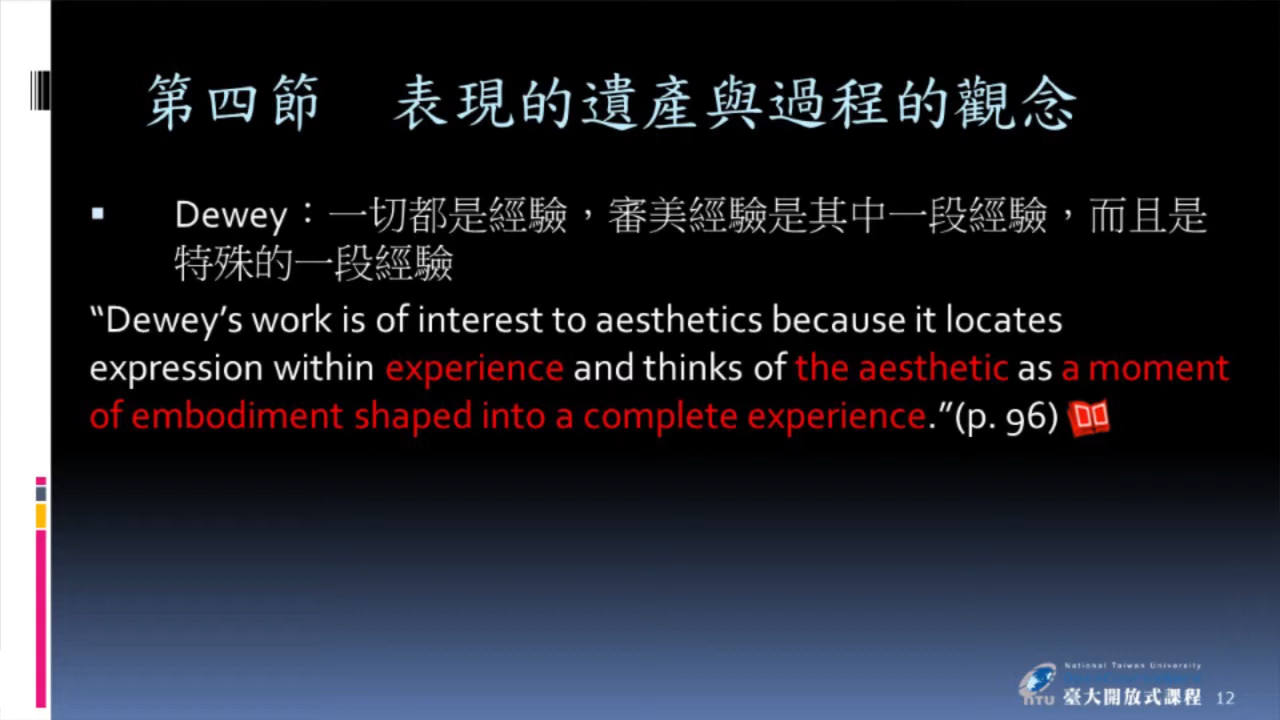 第四節 表現的遺產與過程的觀念
Dewey：一切都是經驗，審美經驗是其中一段經驗，而且是
特殊的一段經驗
“Dewey’s work is of interest to aesthetics because it locates
expression within experience and thinks of the aesthetic as a moment
of embodiment shaped into a complete experience.”(p. 96)
National Taiwan University
NTU 臺大開放式課程 12